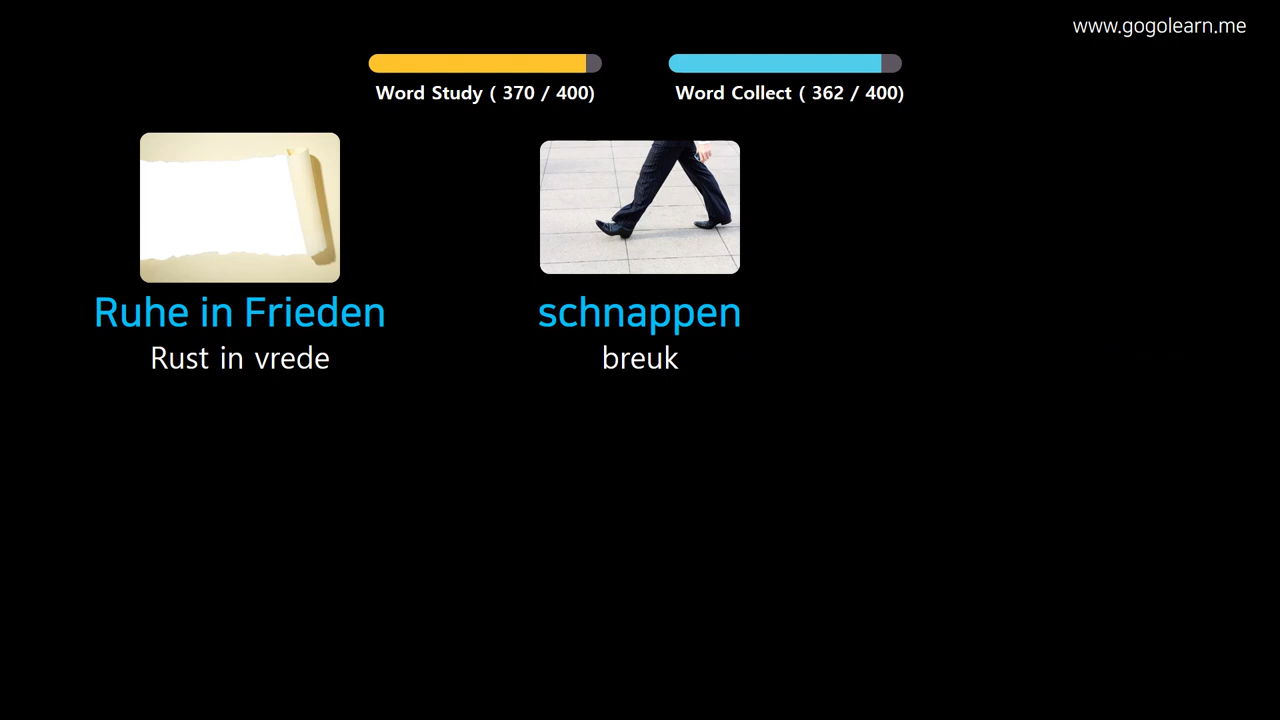 www.gogolearn.me
Word Study ( 370 / 400)
Word Collect ( 362 / 400)
Ruhe in Frieden
Rust in vrede
schnappen
breuk